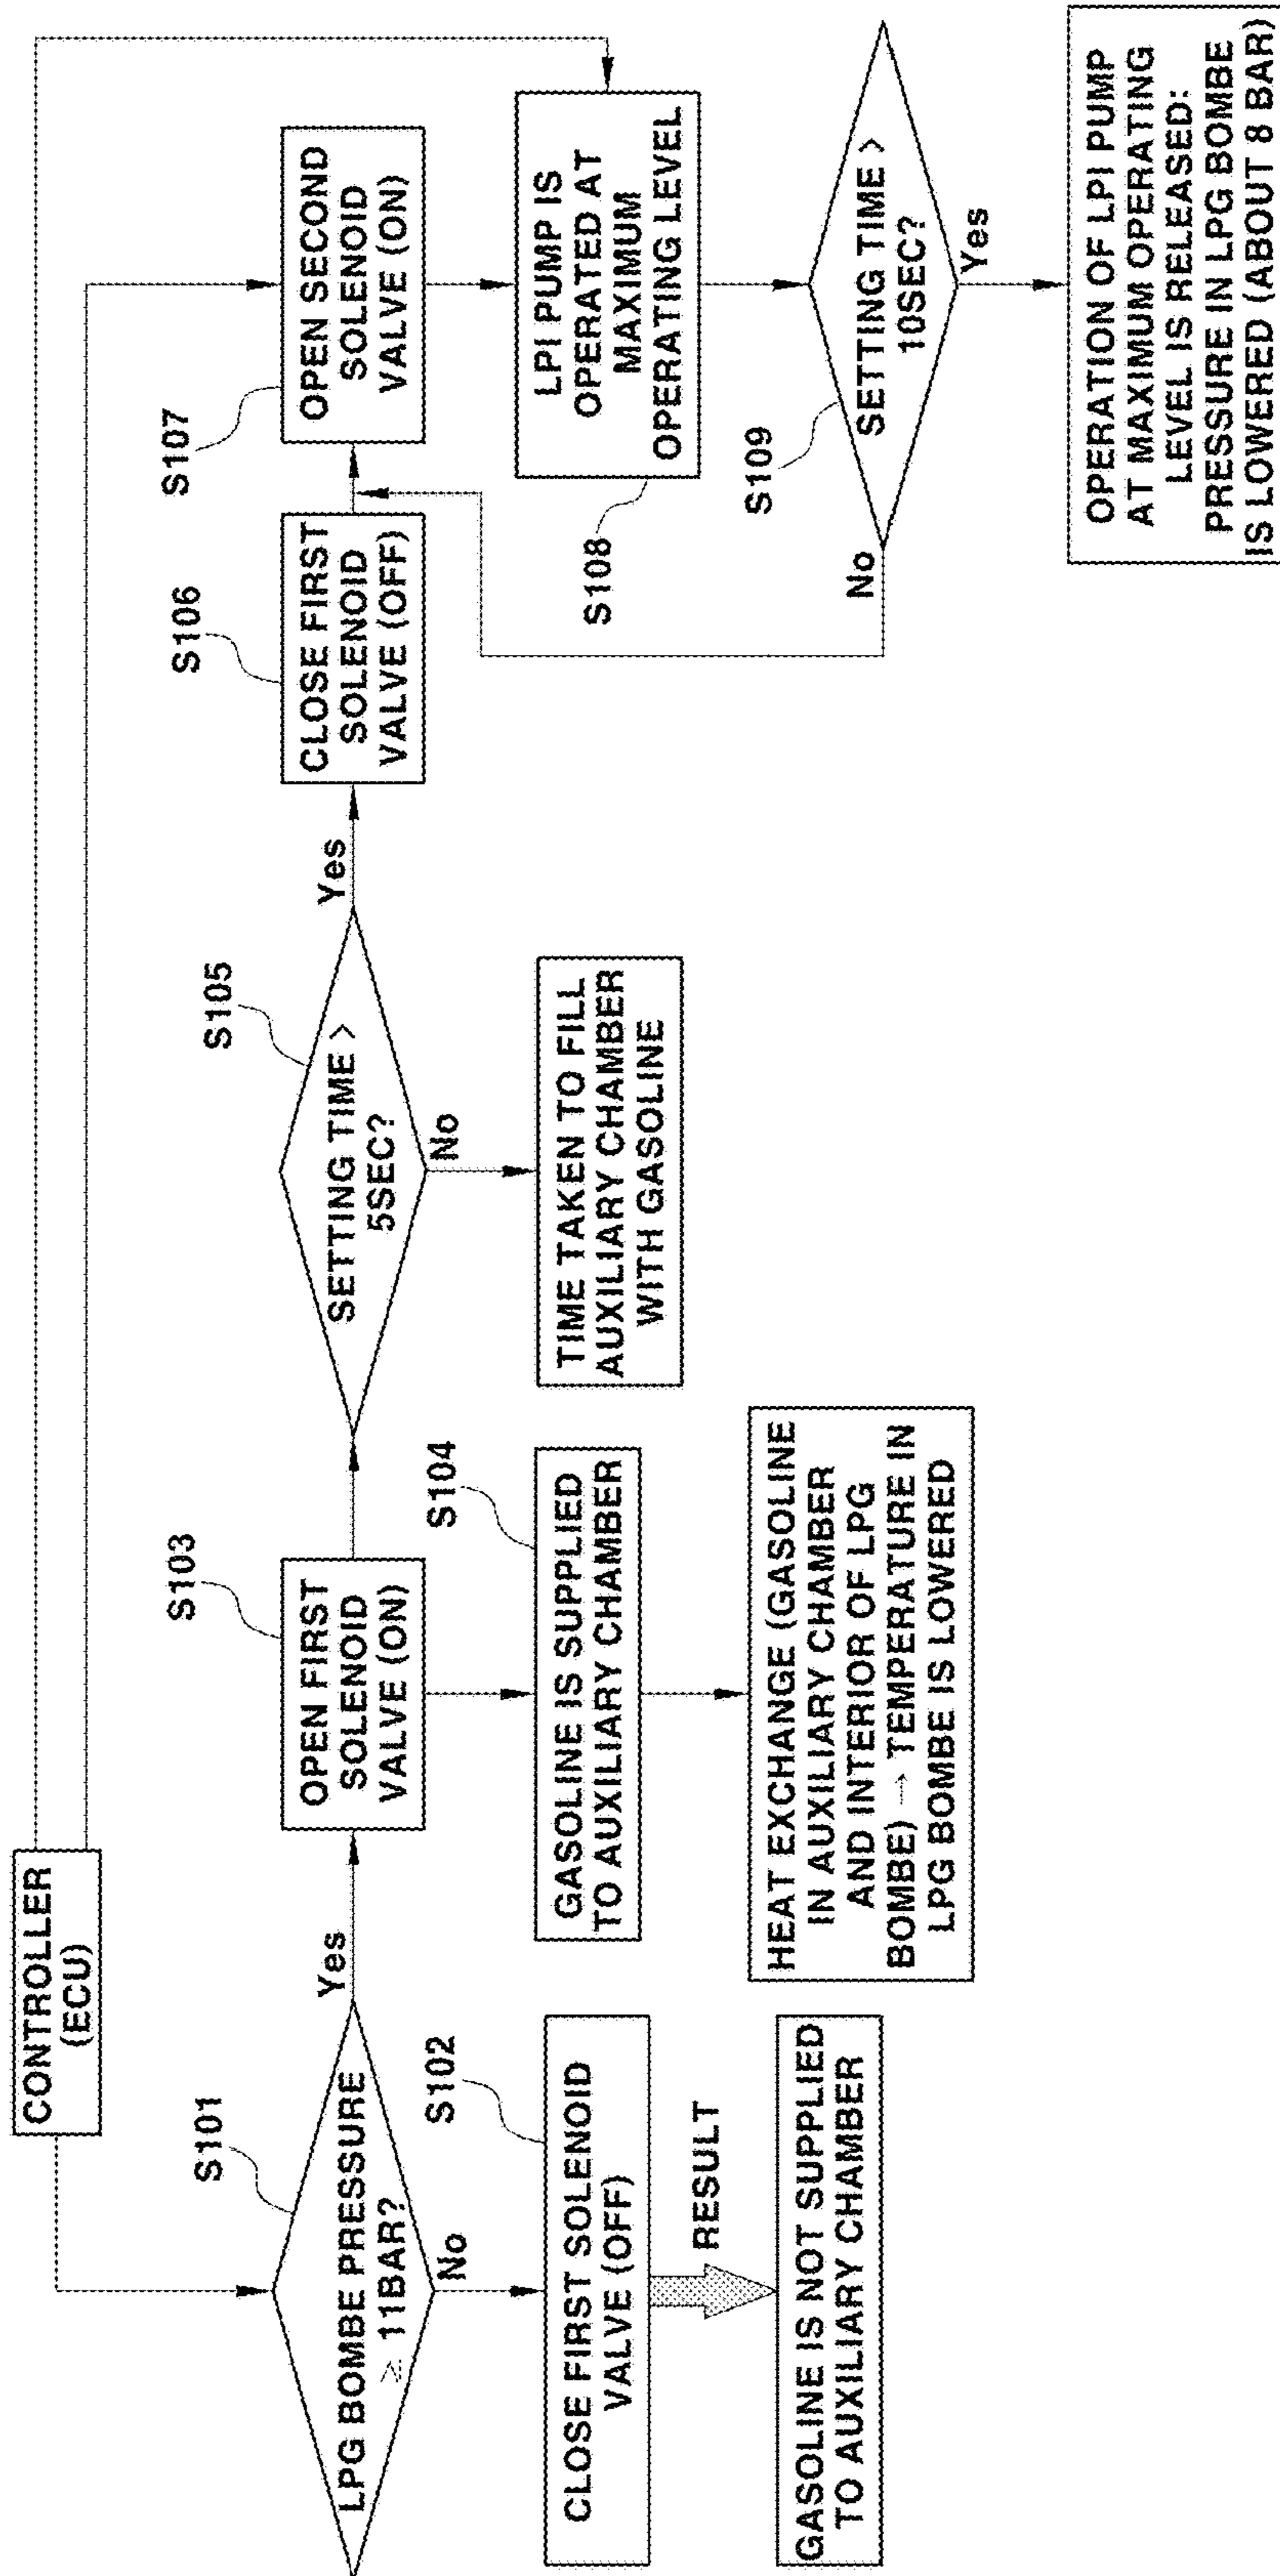 CONTROLLER
(ECU)
S101
LPG BOMBE PRESSURE
≥ 11BAR?
Yes
No
S102
CLOSE FIRST SOLENOID
VALVE (OFF)
RESULT
GASOLINE IS NOT SUPPLIED
TO AUXILIARY CHAMBER
S103
OPEN FIRST
SOLENOID
VALVE (ON)
S104
GASOLINE IS SUPPLIED
TO AUXILIARY CHAMBER
HEAT EXCHANGE (GASOLINE
IN AUXILIARY CHAMBER
AND INTERIOR OF LPG
BOMBE) → TEMPERATURE IN
LPG BOMBE IS LOWERED
S105
SETTING TIME >
5SEC?
Yes
No
TIME TAKEN TO FILL
AUXILIARY CHAMBER
WITH GASOLINE
S106
CLOSE FIRST
SOLENOID
VALVE (OFF)
S107
OPEN SECOND
SOLENOID
VALVE (ON)
S108
LPI PUMP IS
OPERATED AT
MAXIMUM
OPERATING LEVEL
S109
SETTING TIME >
10SEC?
No
Yes
OPERATION OF LPI PUMP
AT MAXIMUM OPERATING
LEVEL IS RELEASED:
PRESSURE IN LPG BOMBE
IS LOWERED (ABOUT 8 BAR)